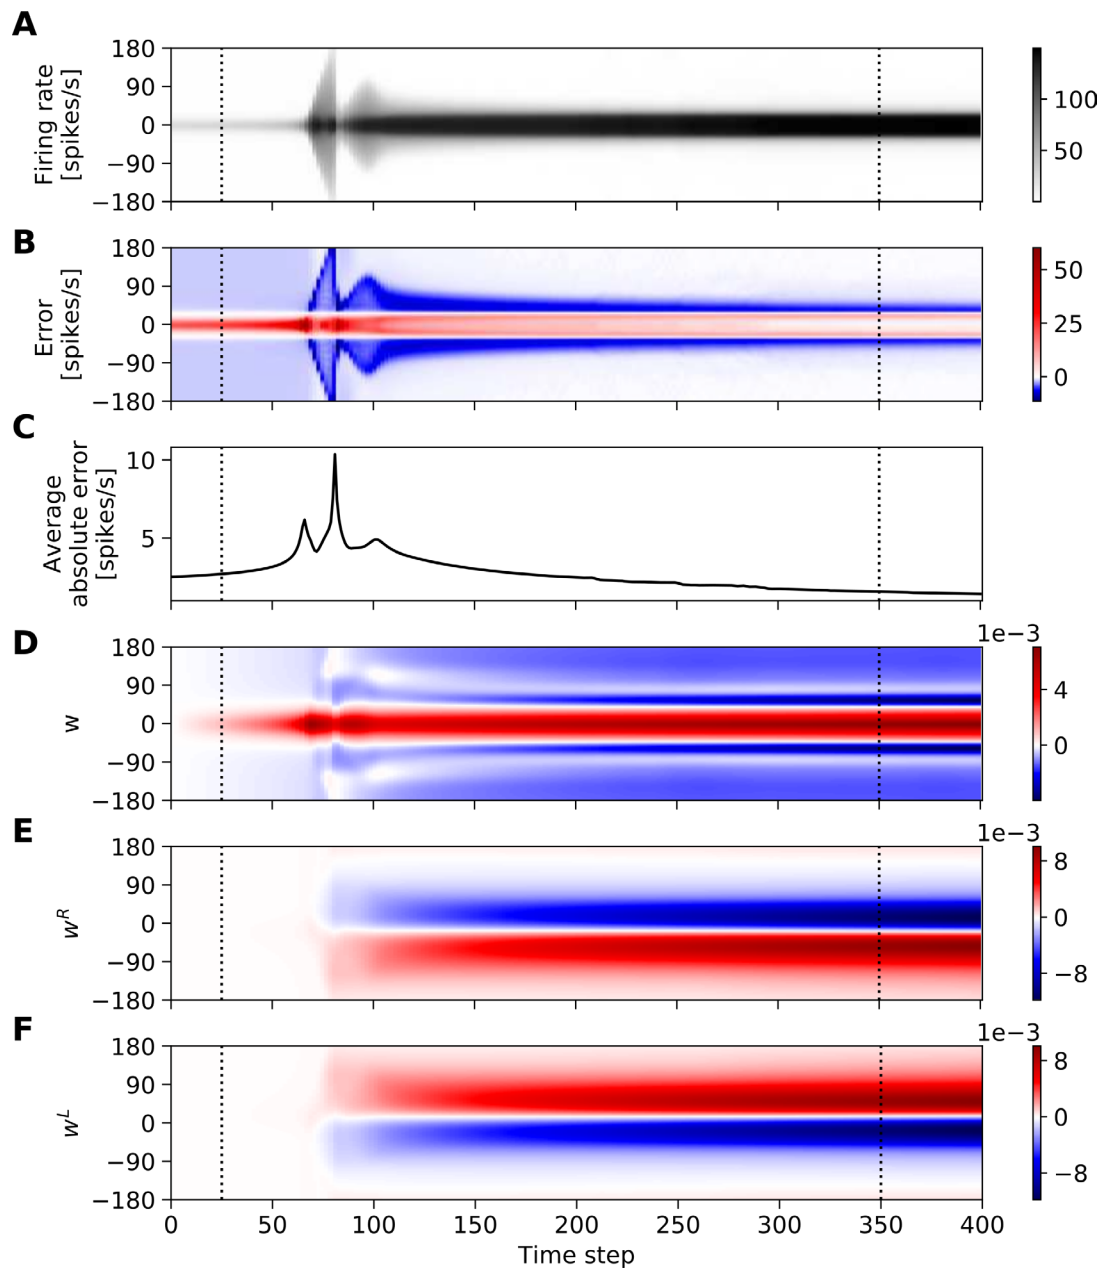 A
Firing rate
[spikes/s]
180
90
0
−90
−180
100
50
B
Error
[spikes/s]
180
90
0
−90
−180
50
25
0
C
Average
absolute error
[spikes/s]
10
5
D
w
180
90
0
−90
−180
1e−3
4
0
E
w^R
180
90
0
−90
−180
1e−3
8
0
−8
F
w^L
180
90
0
−90
−180
1e−3
8
0
−8
0 50 100 150 200 250 300 350 400
Time step